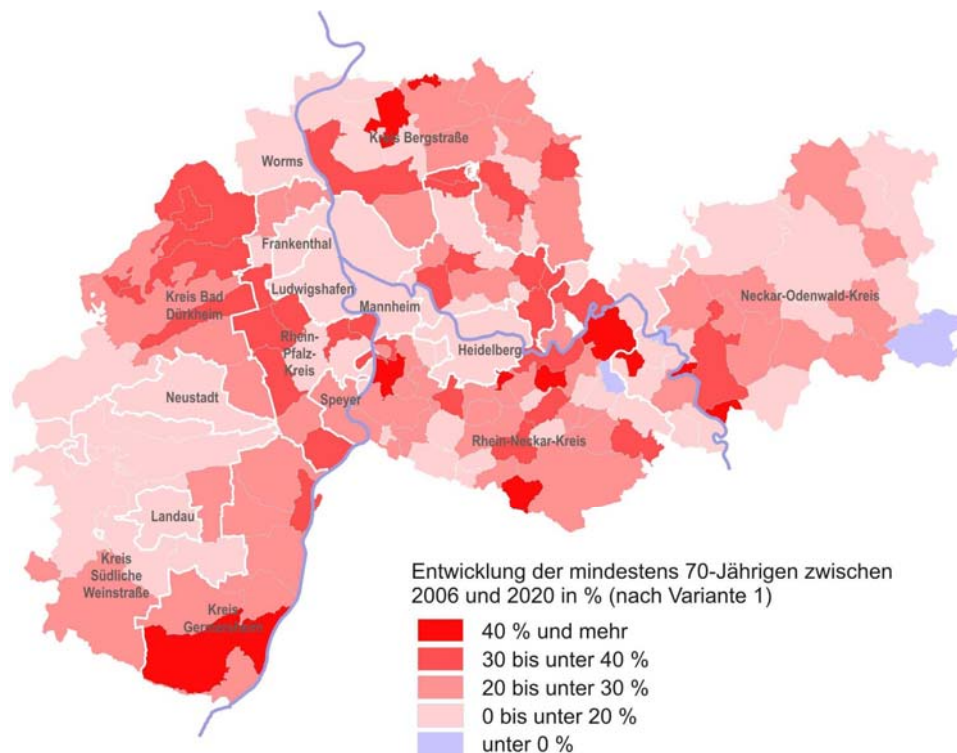 Kreis Bergstraße
Worms
Frankenthal
Ludwigshafen
Mannheim
Kreis Bad
Dürkheim
Rhein-
Pfalz-
Kreis
Heidelberg
Neckar-Odenwald-Kreis
Neustadt
Speyer
Rhein-Neckar-Kreis
Landau
Kreis
Südliche
Weinstraße
Kreis
Germersheim
Entwicklung der mindestens 70-Jährigen zwischen
2006 und 2020 in % (nach Variante 1)
40 % und mehr
30 bis unter 40 %
20 bis unter 30 %
0 bis unter 20 %
unter 0 %